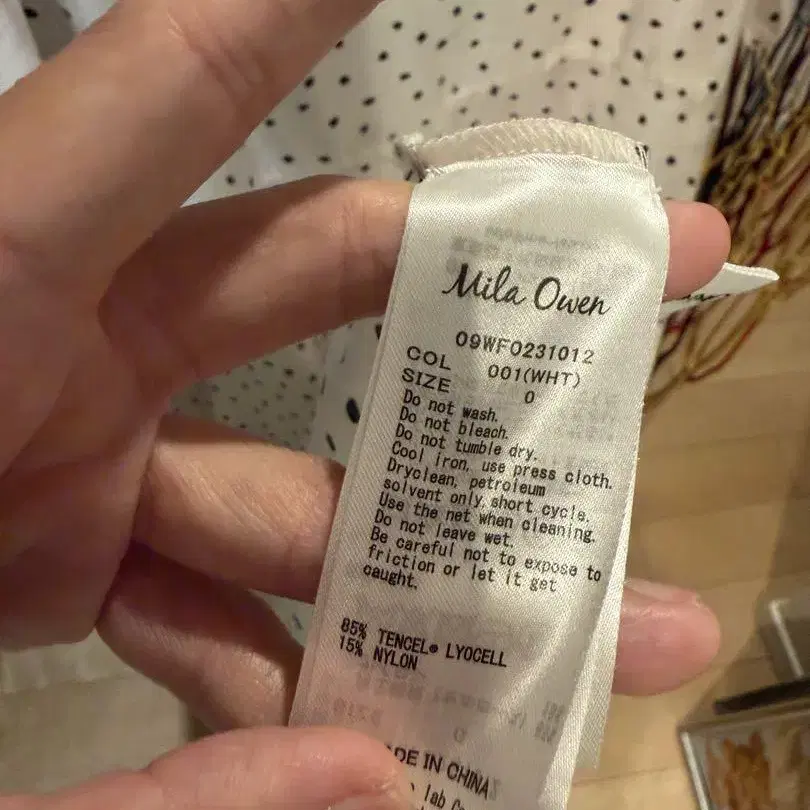 Mila Owen
09WF0231012
COL 001(WHT)
SIZE 0
Do not wash.
Do not bleach.
Do not tumble dry.
Cool iron, use press cloth.
Dryclean, petroleum
solvent only short cycle.
Use the net when cleaning.
Do not leave wet.
Be careful not to expose to
friction or let it get
caught.
85% TENCEL® LYOCELL
15% NYLON
DE IN CHINA
lab